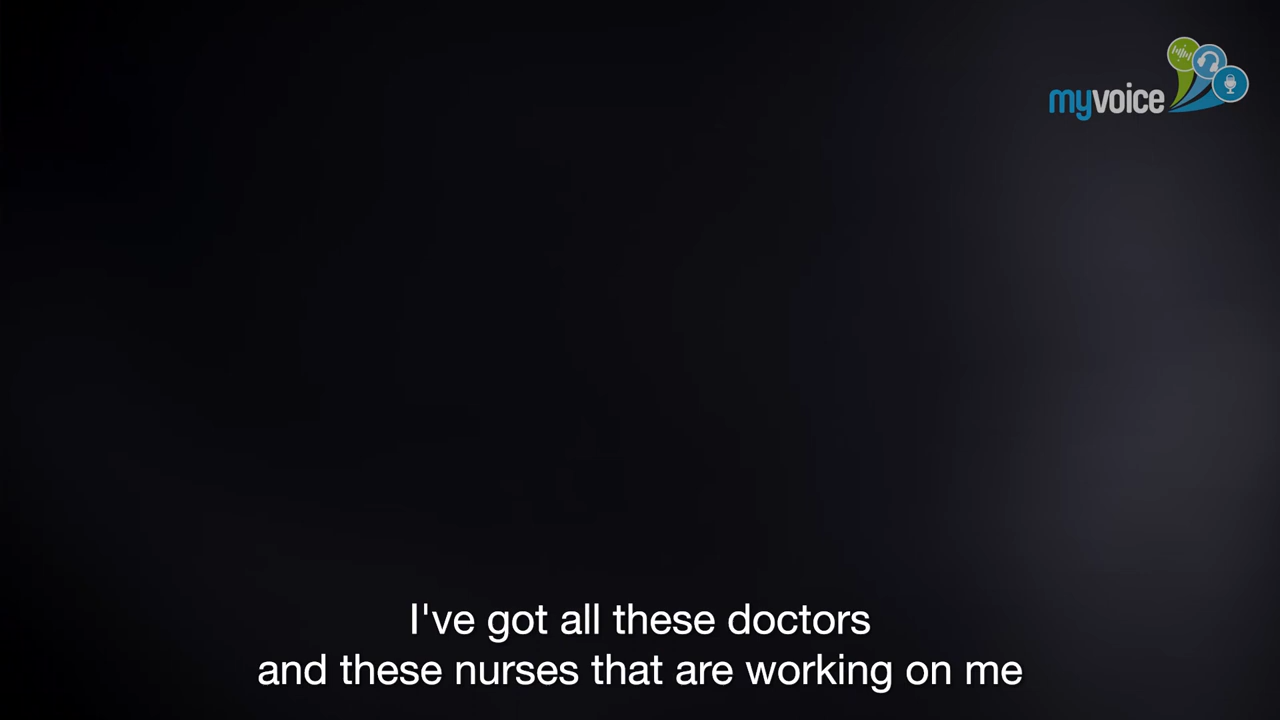 myvoice
I've got all these doctors
and these nurses that are working on me